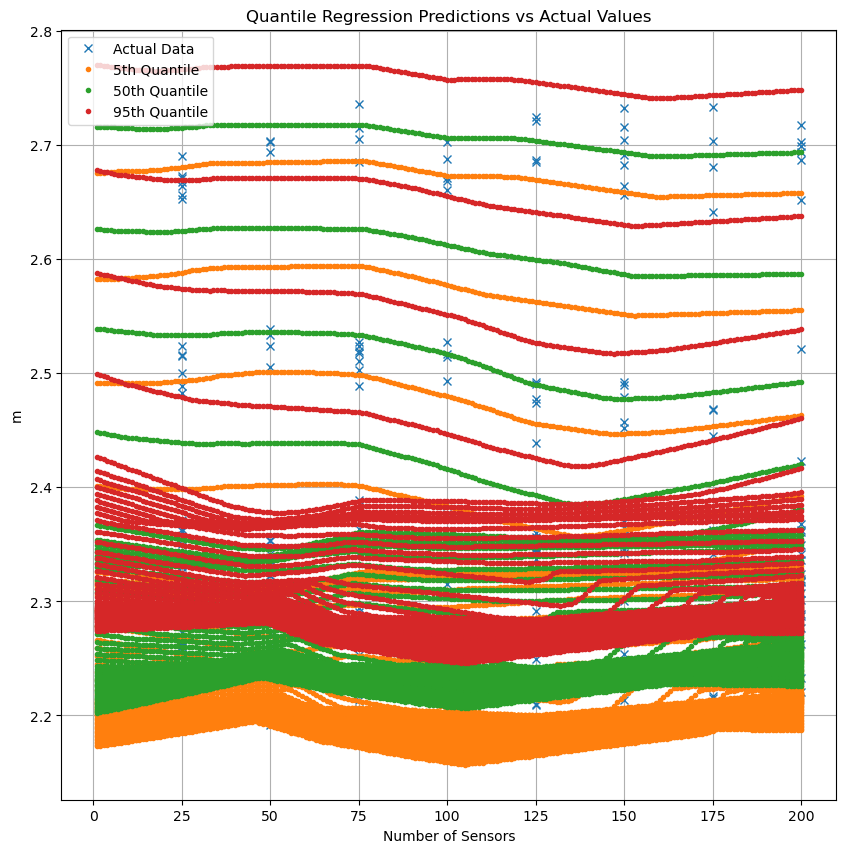 Quantile Regression Predictions vs Actual Values
Actual Data
5th Quantile
50th Quantile
95th Quantile
2.8
2.7
2.6
2.5
2.4
2.3
2.2
m
0 25 50 75 100 125 150 175 200
Number of Sensors